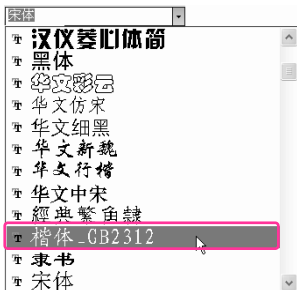 宋体
汉仪菱心体简
黑体
华文彩云
华文仿宋
华文细黑
华文新魏
华文行楷
华文中宋
經典繁角隸
楷体_GB2312
隶书
宋体